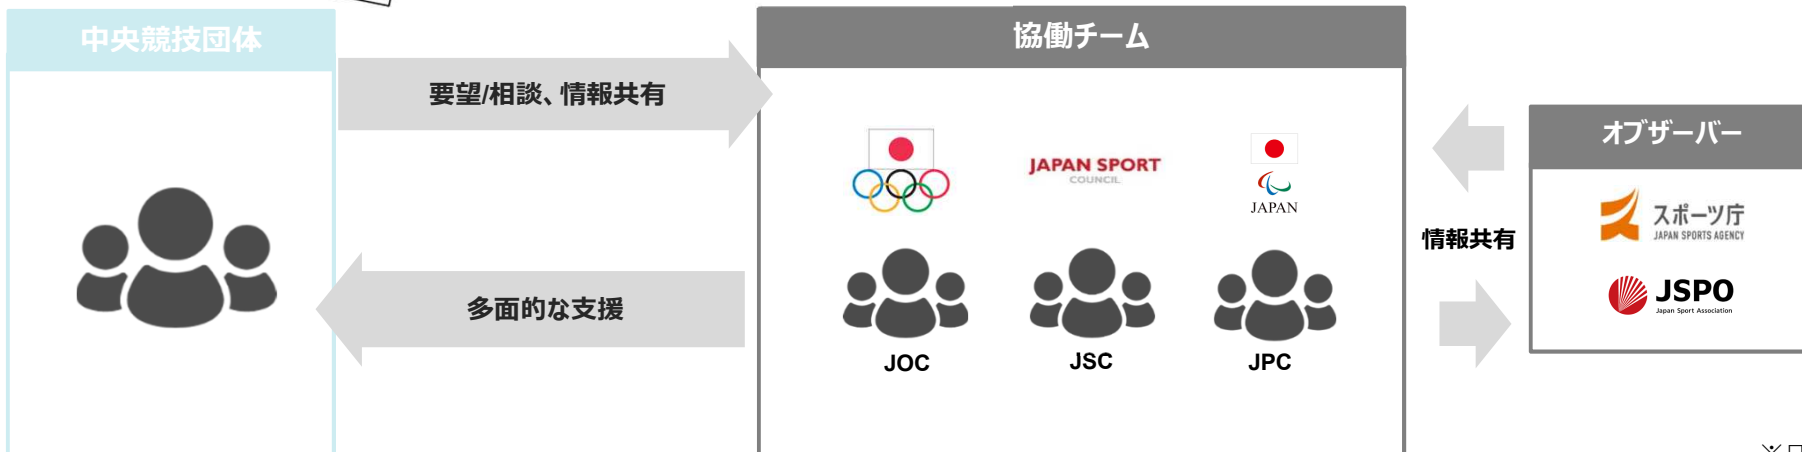 中央競技団体
協働チーム
要望/相談、情報共有
オブザーバー
JAPAN SPORT
COUNCIL
JAPAN
スポーツ庁
JAPAN SPORTS AGENCY
情報共有
JSPO
Japan Sport Association
多面的な支援
JOC
JSC
JPC
※